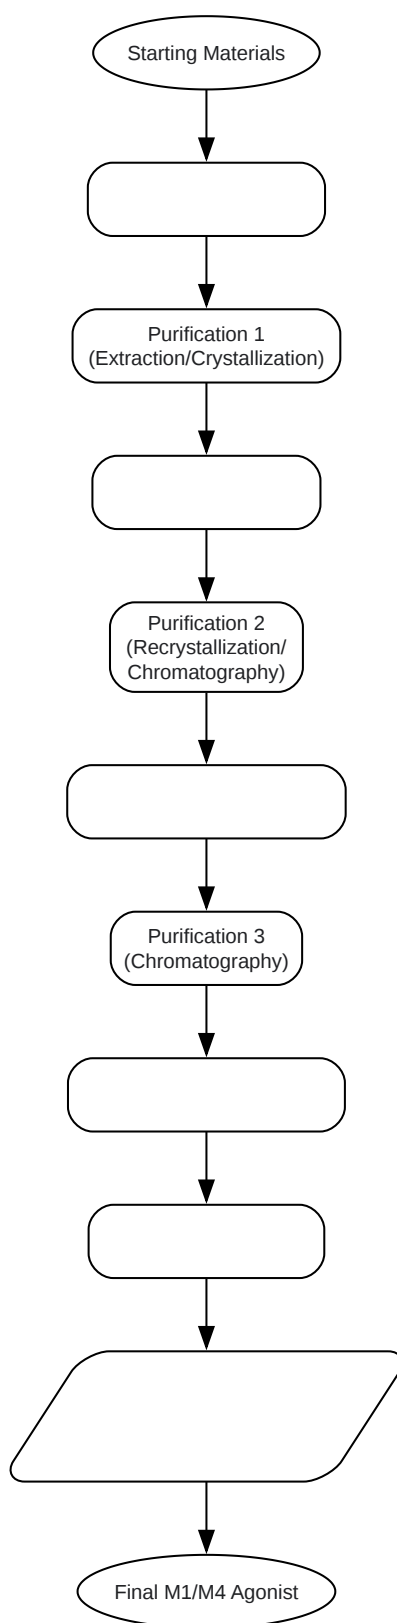 Starting Materials
Purification 1
(Extraction/Crystallization)
Purification 2
(Recrystallization/
Chromatography)
Purification 3
(Chromatography)
Final M1/M4 Agonist